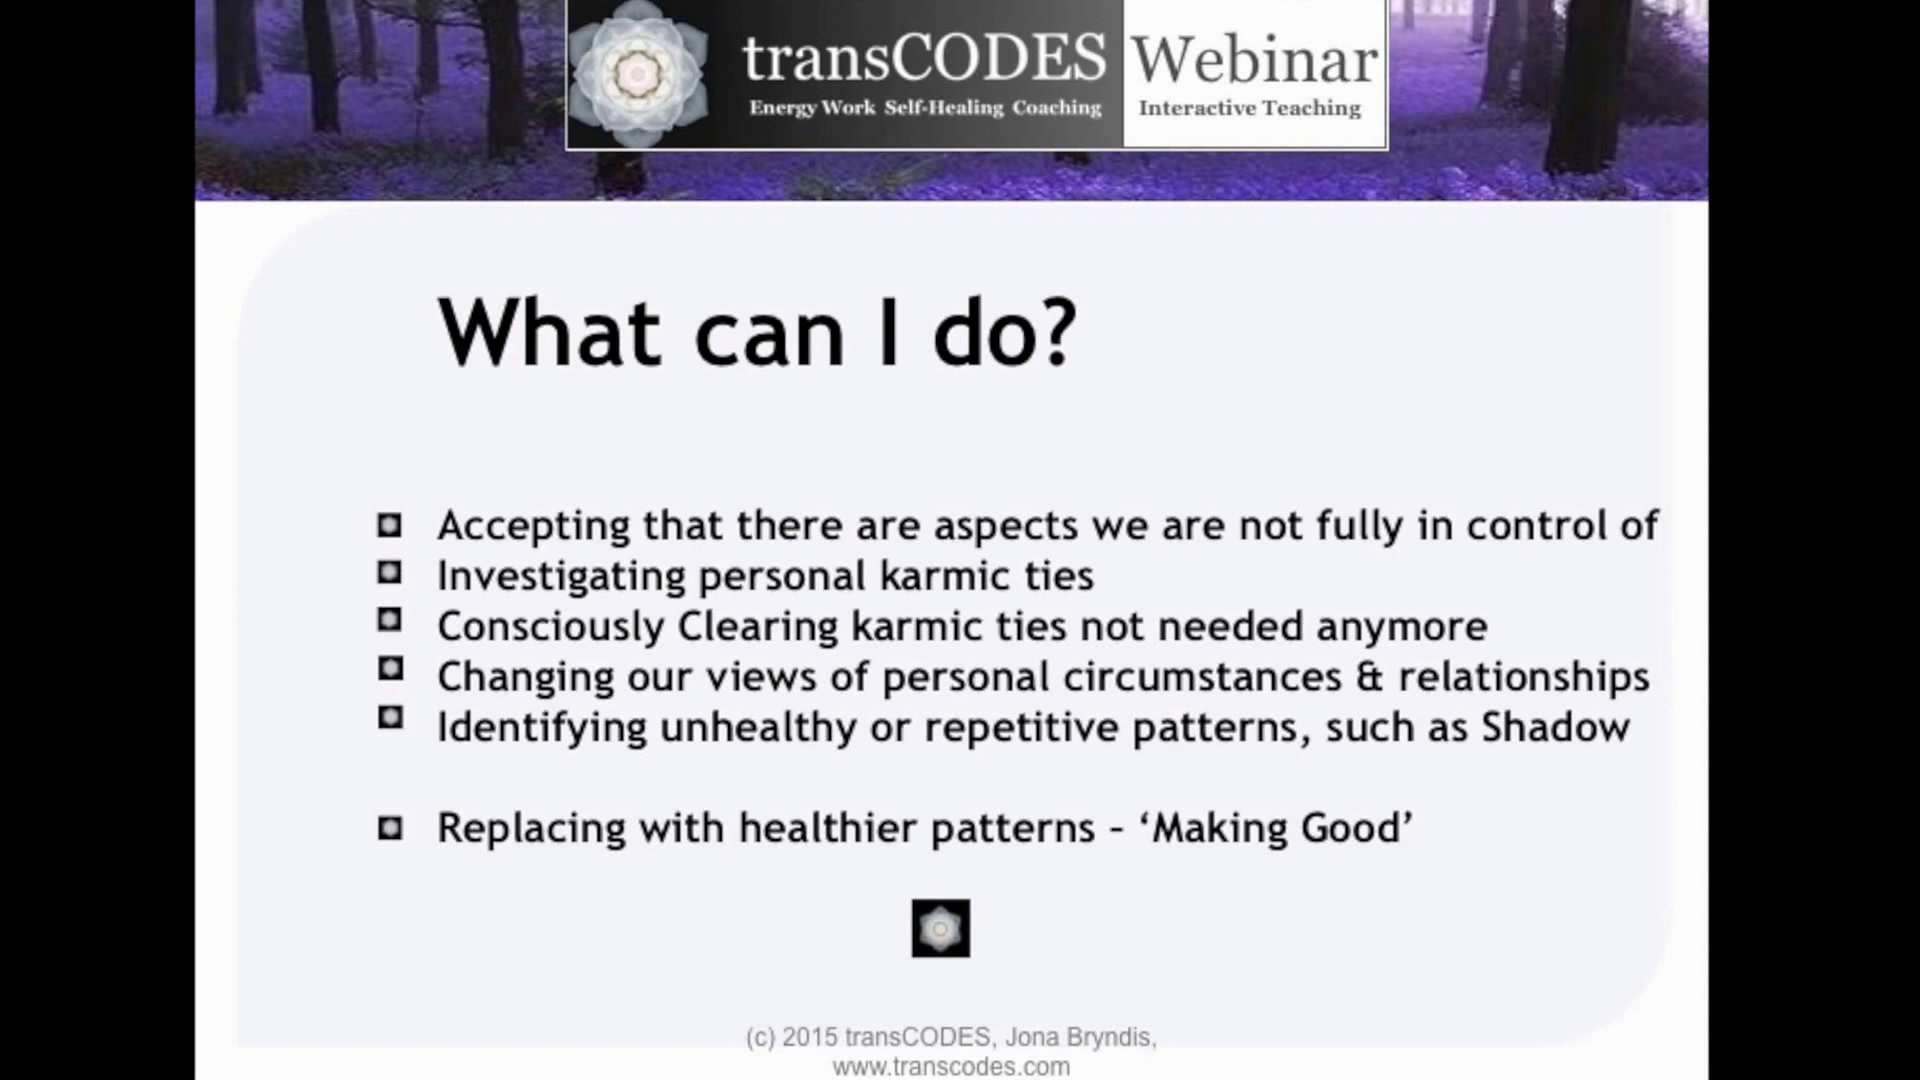 transCODES
Energy Work Self-Healing Coaching
Webinar
Interactive Teaching
What can I do?
Accepting that there are aspects we are not fully in control of
Investigating personal karmic ties
Consciously Clearing karmic ties not needed anymore
Changing our views of personal circumstances & relationships
Identifying unhealthy or repetitive patterns, such as Shadow
Replacing with healthier patterns – ‘Making Good’
(c) 2015 transCODES, Jona Bryndis,
www.transcodes.com